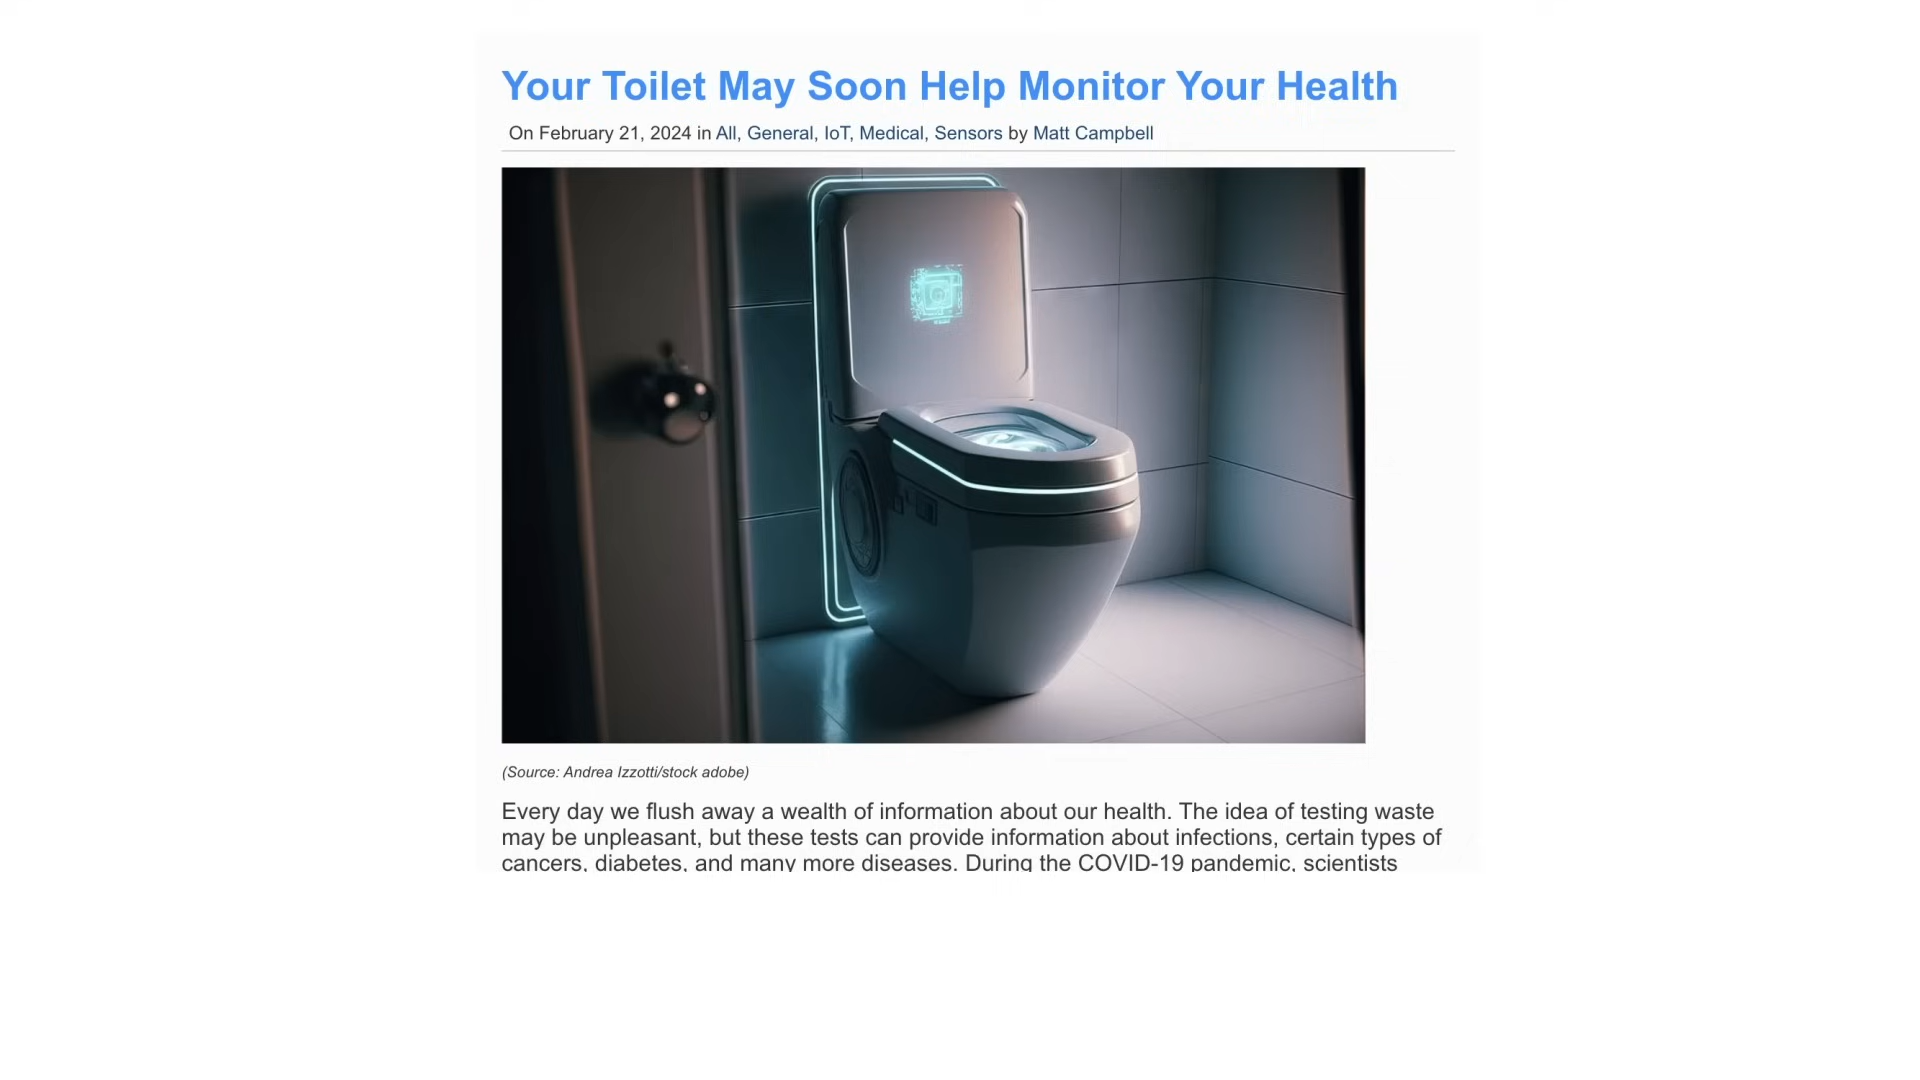 Your Toilet May Soon Help Monitor Your Health
On February 21, 2024 in All, General, IoT, Medical, Sensors by Matt Campbell
(Source: Andrea Izzotti/stock adobe)
Every day we flush away a wealth of information about our health. The idea of testing waste
may be unpleasant, but these tests can provide information about infections, certain types of
cancers, diabetes, and many more diseases. During the COVID-19 pandemic, scientists